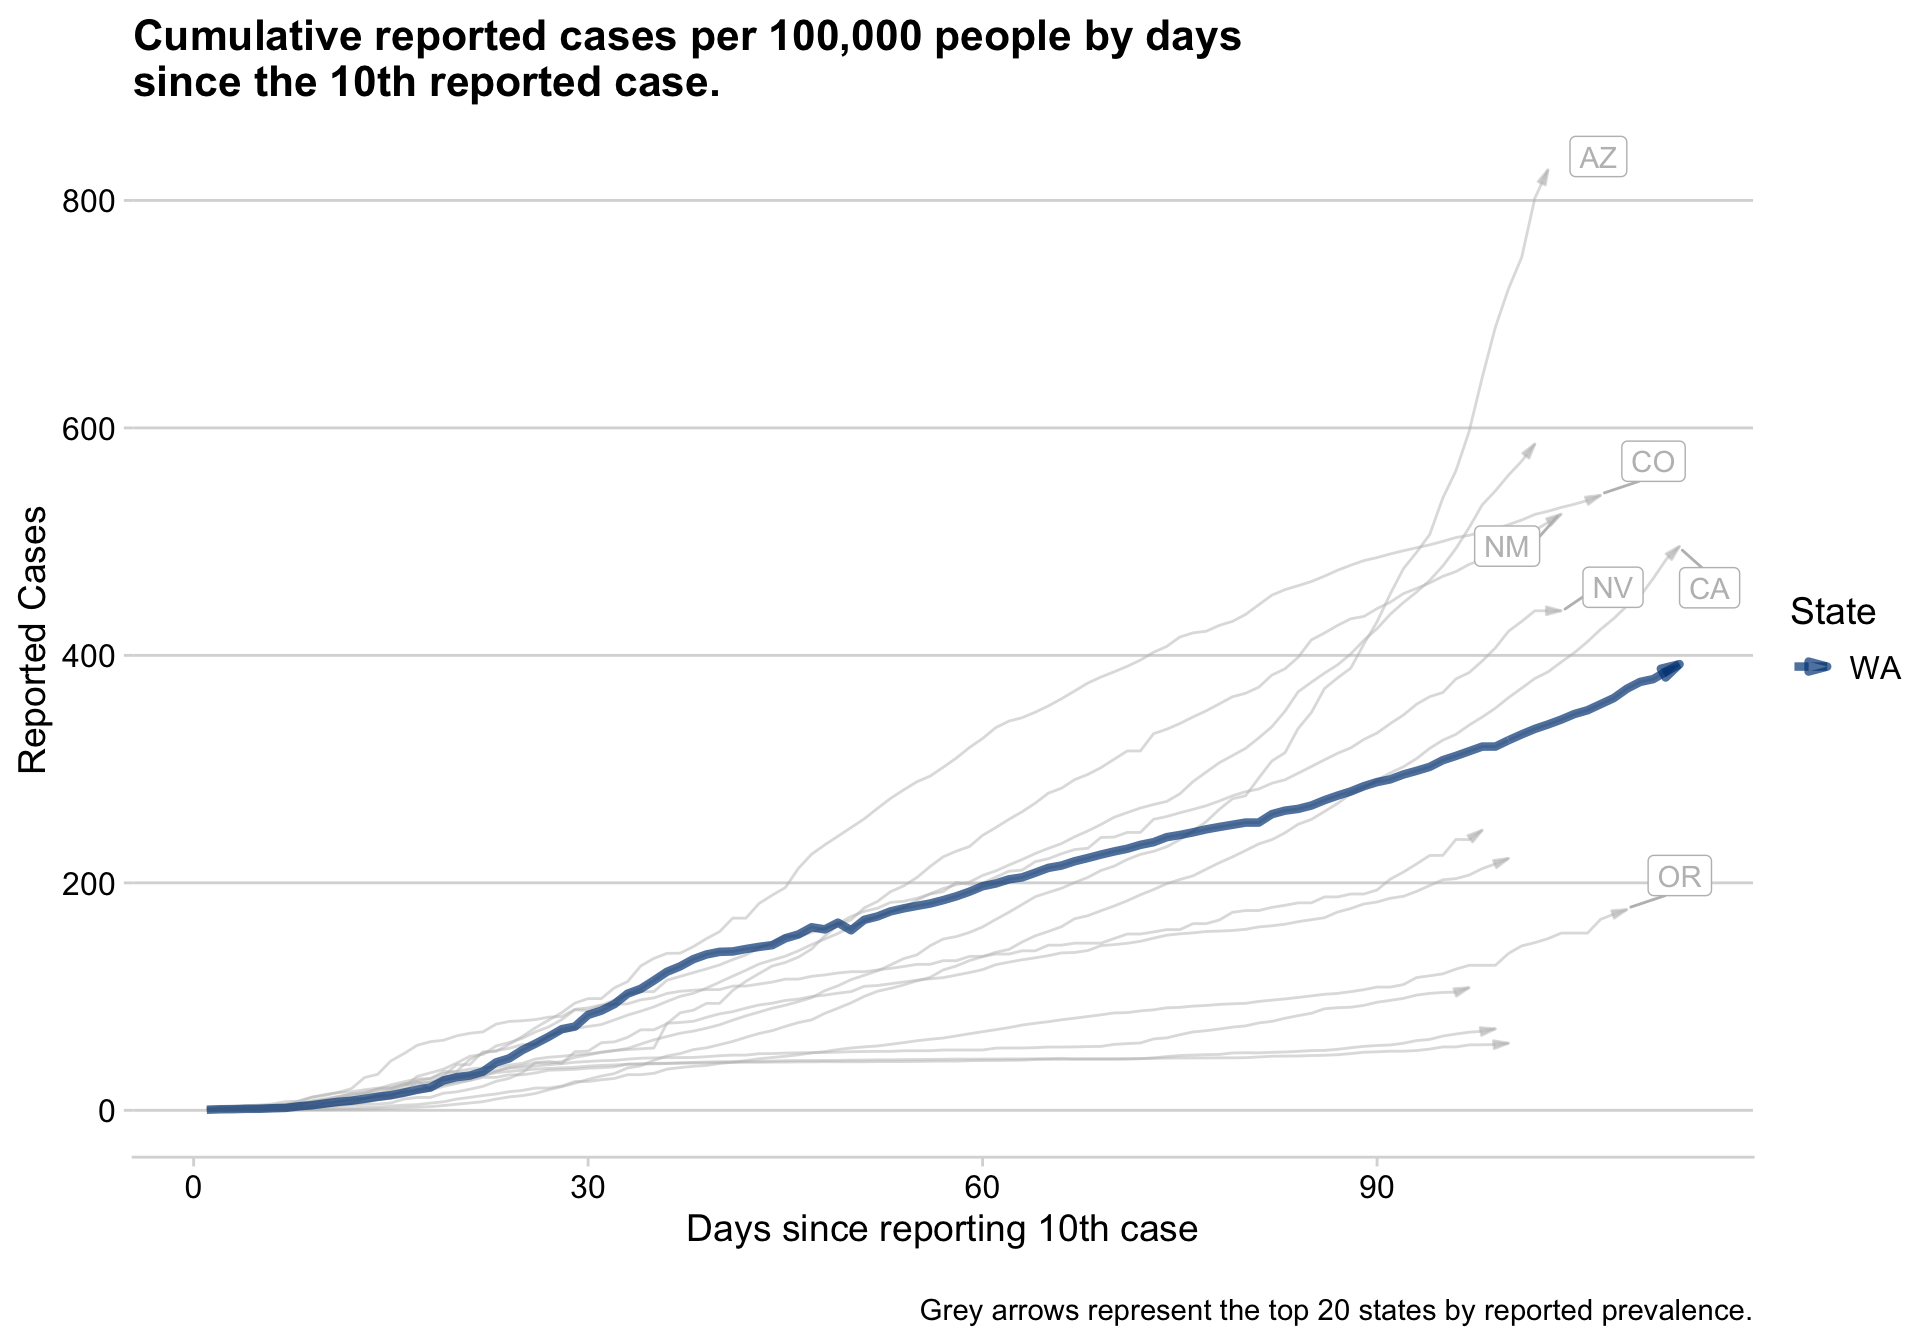 Cumulative reported cases per 100,000 people by days
since the 10th reported case.
AZ
800
600
CO
NM
NV
CA
State
WA
400
Reported Cases
200
OR
0
0
30
60
90
Days since reporting 10th case
Grey arrows represent the top 20 states by reported prevalence.